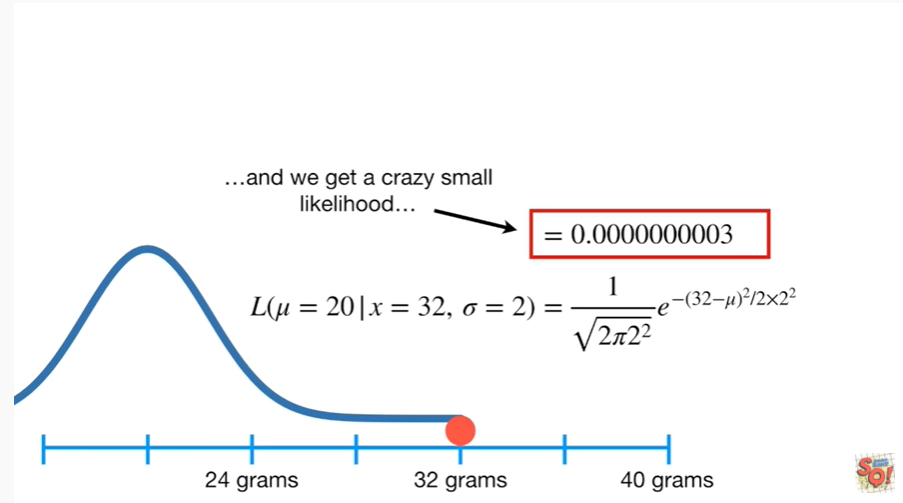 …and we get a crazy small
likelihood…
= 0.0000000003
L(μ = 20|x = 32, σ = 2) = 1/√(2π2²) e^−(32−μ)²/2×2²
24 grams
32 grams
40 grams
SQ!